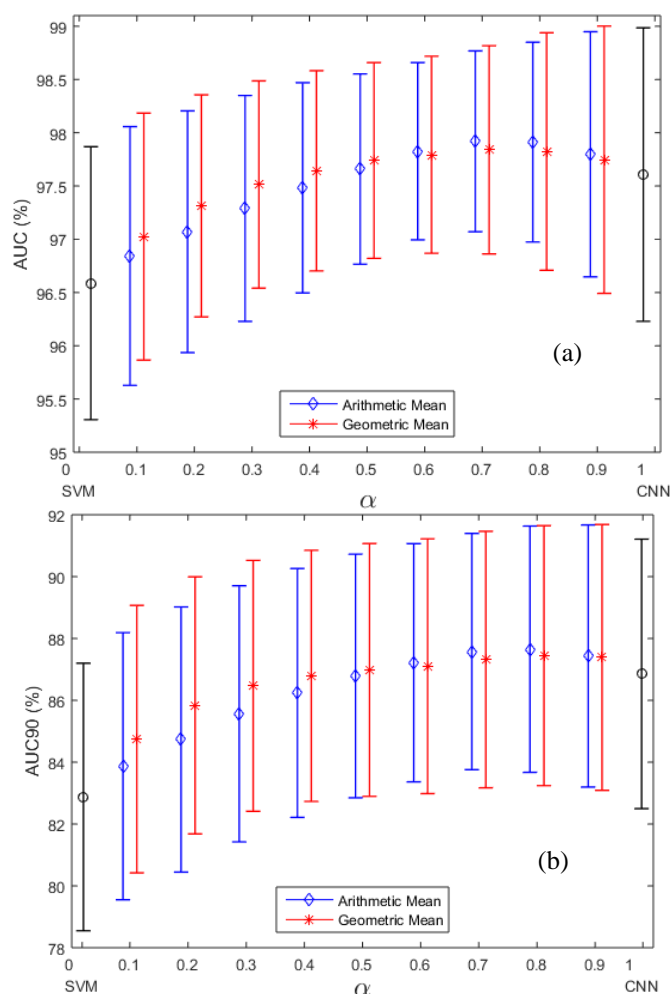 99
98.5
98
97.5
97
96.5
96
95.5
95
AUC (%)
(a)
Arithmetic Mean
Geometric Mean
0 0.1 0.2 0.3 0.4 0.5 0.6 0.7 0.8 0.9 1
SVM α CNN
92
90
88
86
84
82
80
78
AUC90 (%)
(b)
Arithmetic Mean
Geometric Mean
0 0.1 0.2 0.3 0.4 0.5 0.6 0.7 0.8 0.9 1
SVM α CNN